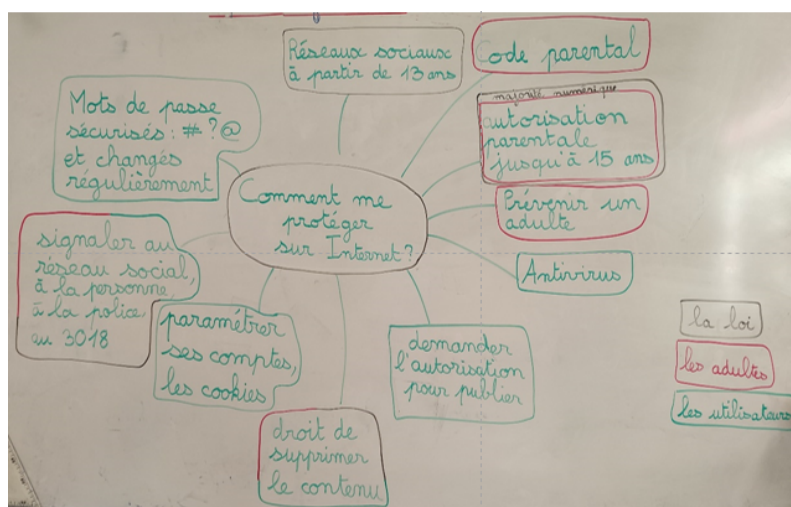 Comment me
protéger
sur Internet?
Réseaux sociaux
à partir de 13 ans
Code parental
majorité numérique
autorisation
parentale
jusqu'à 15 ans
Prévenir un
adulte
Antivirus
demander
l'autorisation
pour publier
droit de
supprimer
le contenu
paramétrer
ses comptes,
les cookies
signaler au
réseau social,
à la personne,
à la police,
au 3018
Mots de passe
sécurisés : # ? @
et changés
régulièrement
la loi
les adultes
les utilisateurs